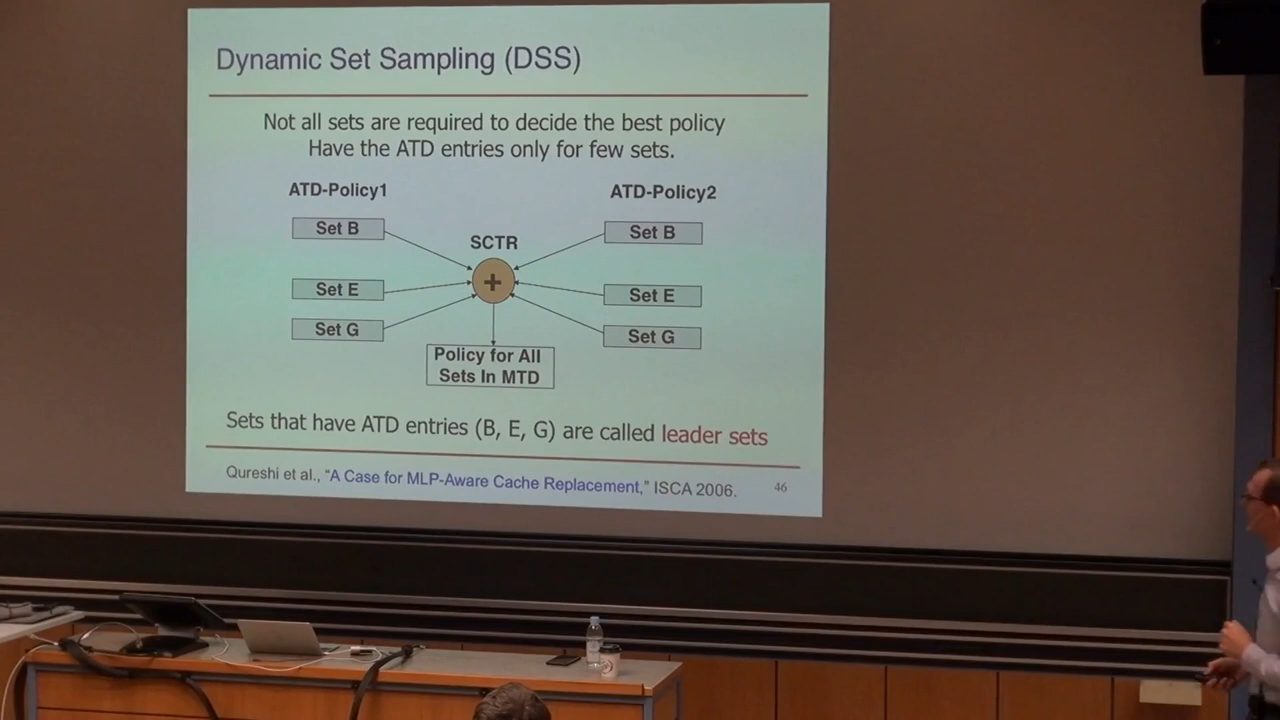 Dynamic Set Sampling (DSS)
Not all sets are required to decide the best policy
Have the ATD entries only for few sets.
ATD-Policy1
ATD-Policy2
Set B
Set B
SCTR
+
Set E
Set E
Set G
Set G
Policy for All
Sets In MTD
Sets that have ATD entries (B, E, G) are called leader sets
Qureshi et al., “A Case for MLP-Aware Cache Replacement,” ISCA 2006.
46